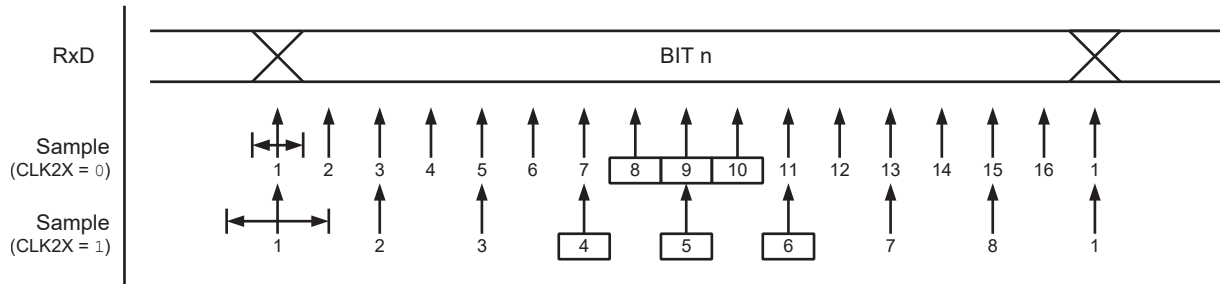 RxD
BIT n
Sample
(CLK2X = 0)
1 2 3 4 5 6 7 8 9 10 11 12 13 14 15 16 1
Sample
(CLK2X = 1)
1 2 3 4 5 6 7 8 1